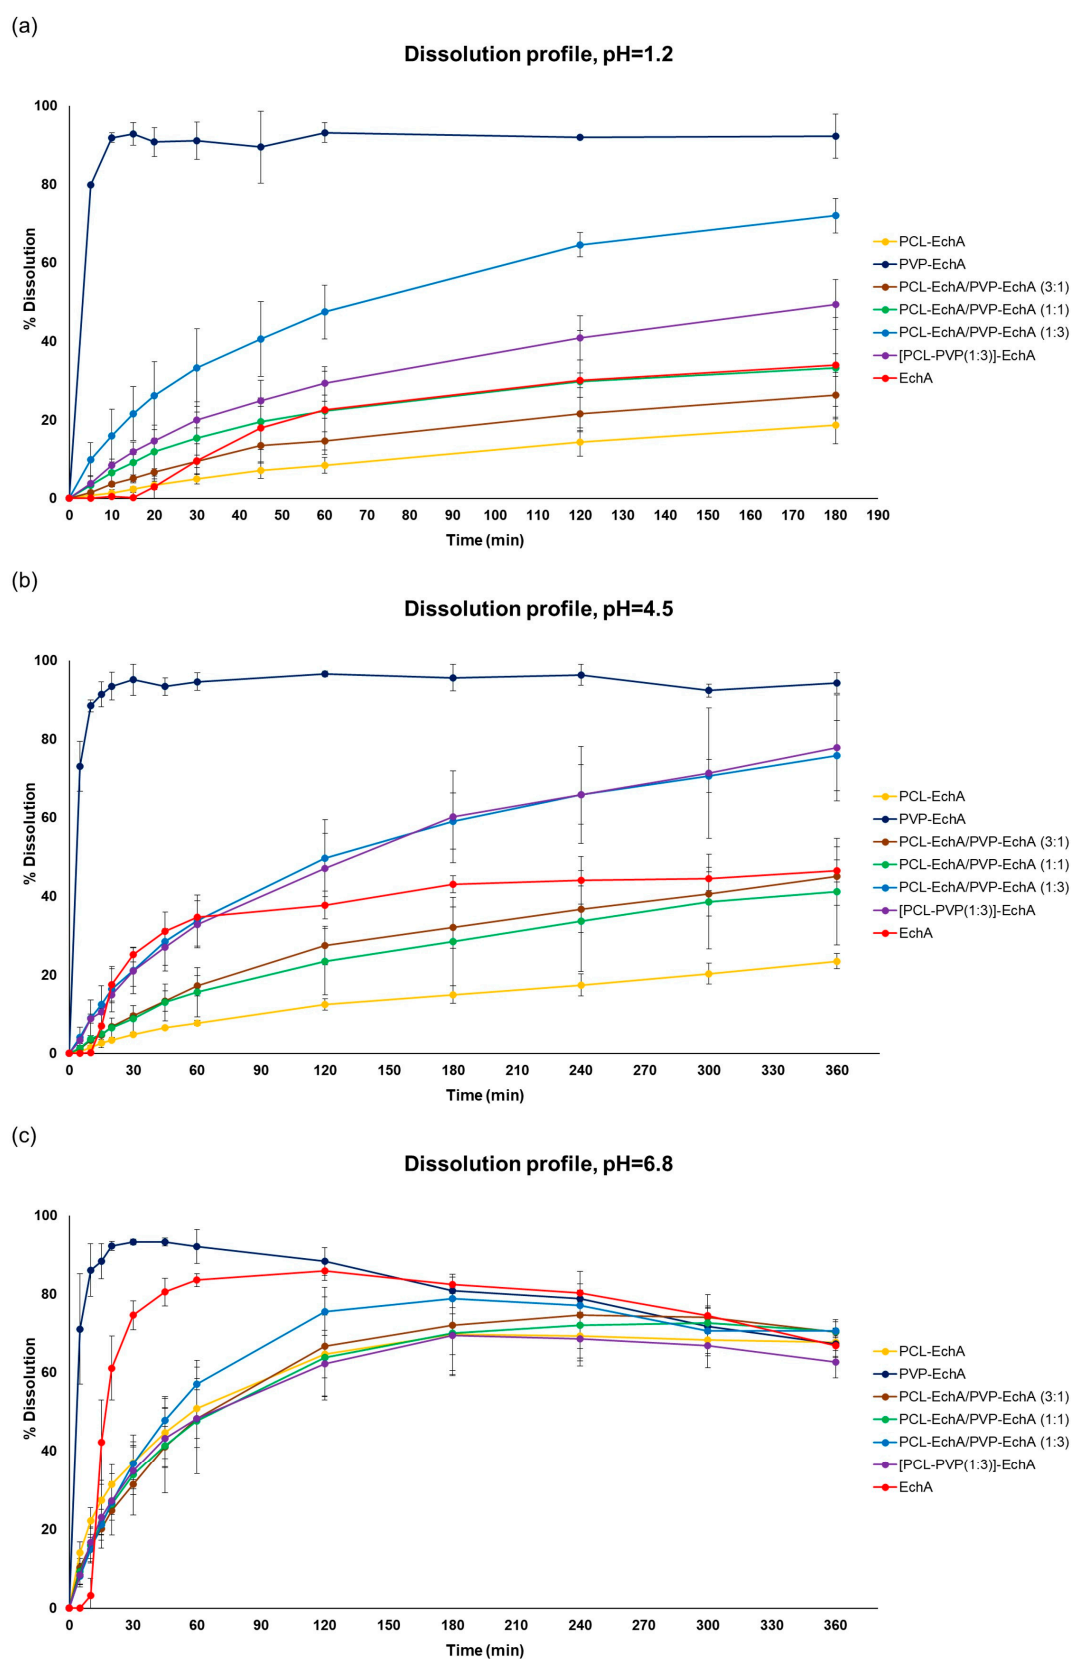 (a)
Dissolution profile, pH=1.2
% Dissolution
100
80
60
40
20
0
0 10 20 30 40 50 60 70 80 90 100 110 120 130 140 150 160 170 180 190
Time (min)
PCL-EchA
PVP-EchA
PCL-EchA/PVP-EchA (3:1)
PCL-EchA/PVP-EchA (1:1)
PCL-EchA/PVP-EchA (1:3)
[PCL-PVP(1:3)]-EchA
EchA
(b)
Dissolution profile, pH=4.5
% Dissolution
100
80
60
40
20
0
0 30 60 90 120 150 180 210 240 270 300 330 360
Time (min)
PCL-EchA
PVP-EchA
PCL-EchA/PVP-EchA (3:1)
PCL-EchA/PVP-EchA (1:1)
PCL-EchA/PVP-EchA (1:3)
[PCL-PVP(1:3)]-EchA
EchA
(c)
Dissolution profile, pH=6.8
% Dissolution
100
80
60
40
20
0
0 30 60 90 120 150 180 210 240 270 300 330 360
Time (min)
PCL-EchA
PVP-EchA
PCL-EchA/PVP-EchA (3:1)
PCL-EchA/PVP-EchA (1:1)
PCL-EchA/PVP-EchA (1:3)
[PCL-PVP(1:3)]-EchA
EchA